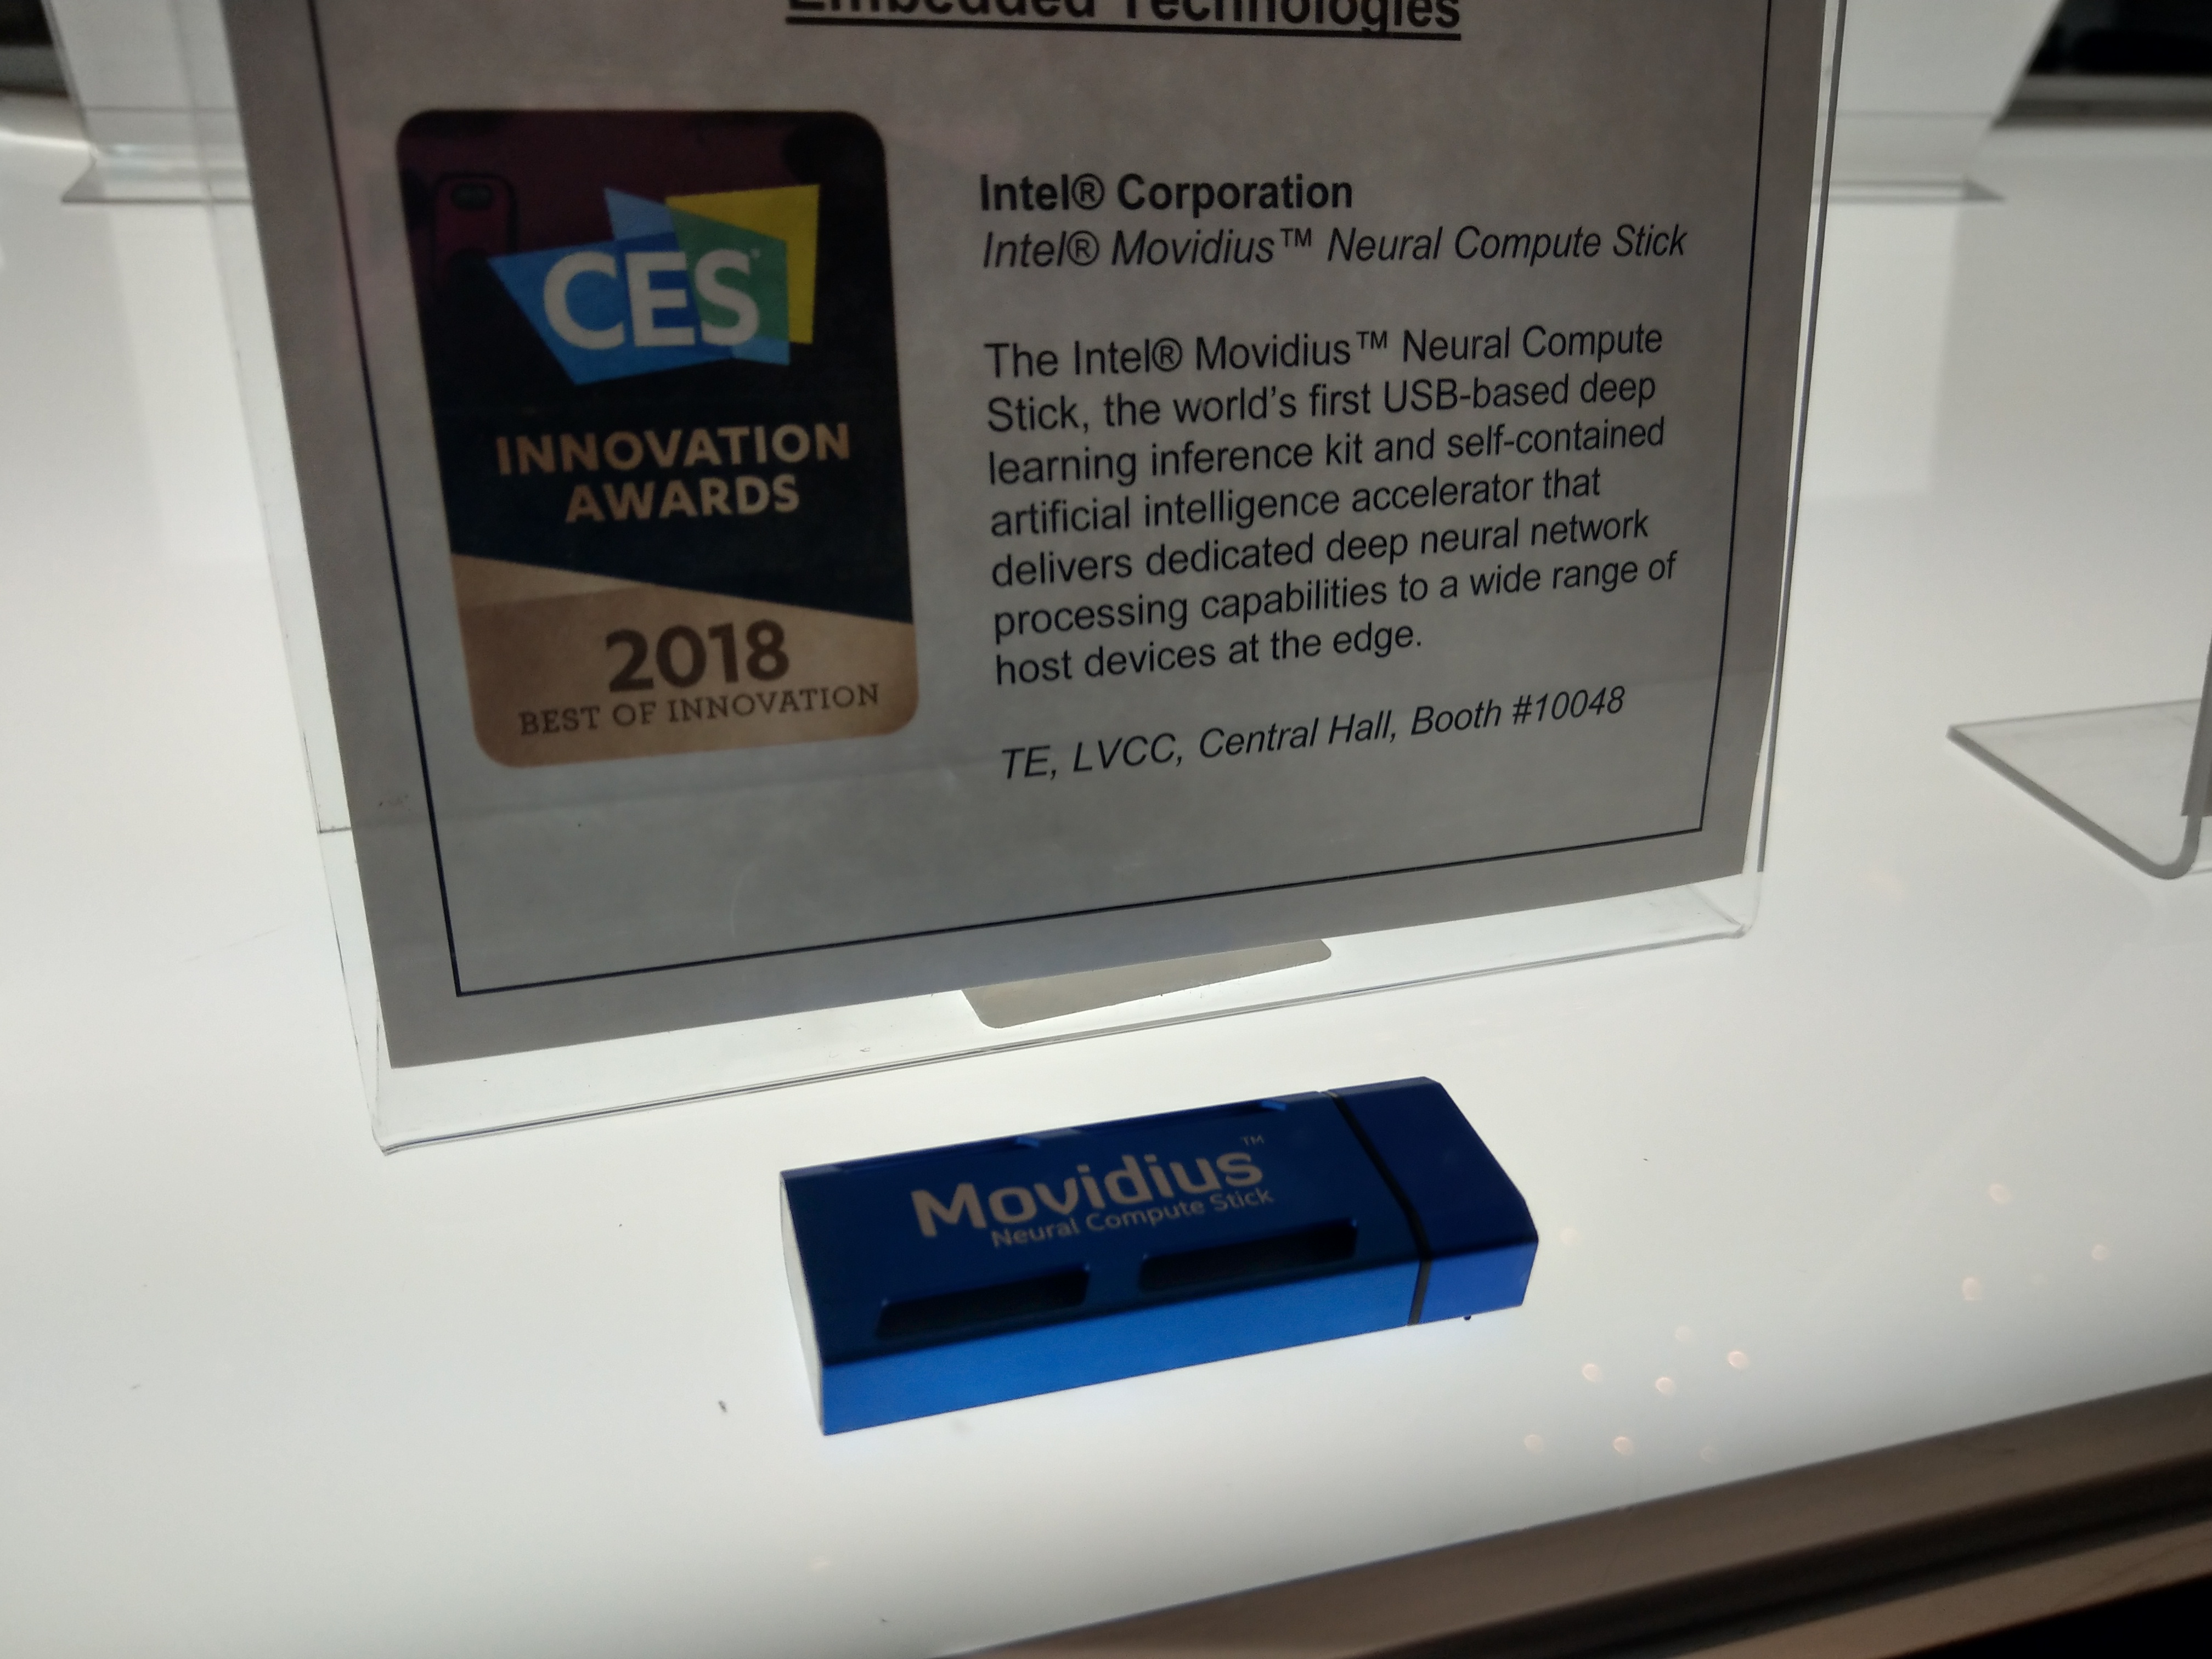 Embedded Technologies
CES
INNOVATION
AWARDS
2018
BEST OF INNOVATION
Intel® Corporation
Intel® Movidius™ Neural Compute Stick
The Intel® Movidius™ Neural Compute
Stick, the world's first USB-based deep
learning inference kit and self-contained
artificial intelligence accelerator that
delivers dedicated deep neural network
processing capabilities to a wide range of
host devices at the edge.
TE, LVCC, Central Hall, Booth #10048
Movidius™
Neural Compute Stick